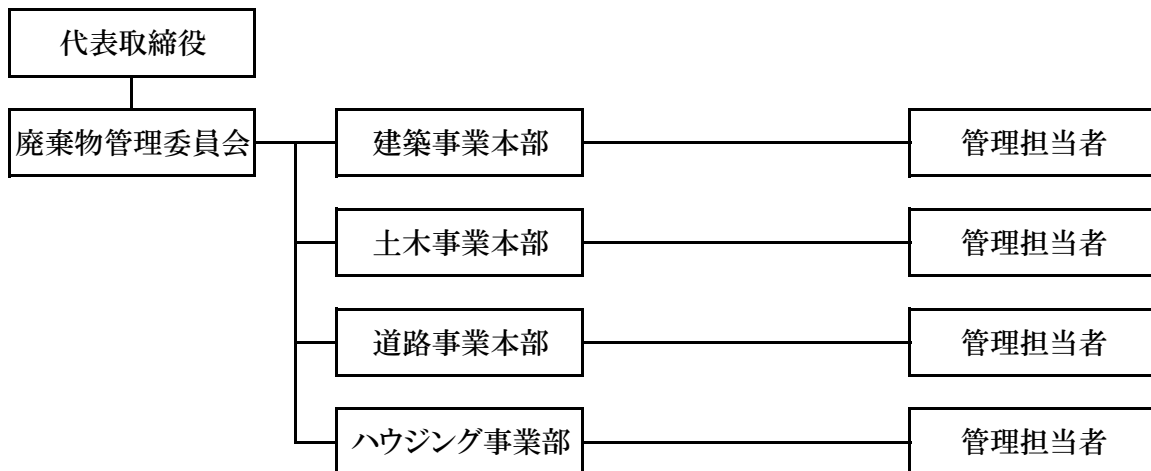 代表取締役
廃棄物管理委員会
建築事業本部
管理担当者
土木事業本部
管理担当者
道路事業本部
管理担当者
ハウジング事業部
管理担当者